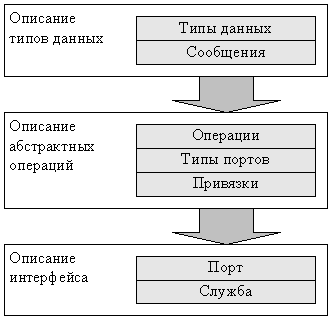 Описание
типов данных
Типы данных
Сообщения
Описание
абстрактных
операций
Операции
Типы портов
Привязки
Описание
интерфейса
Порт
Служба